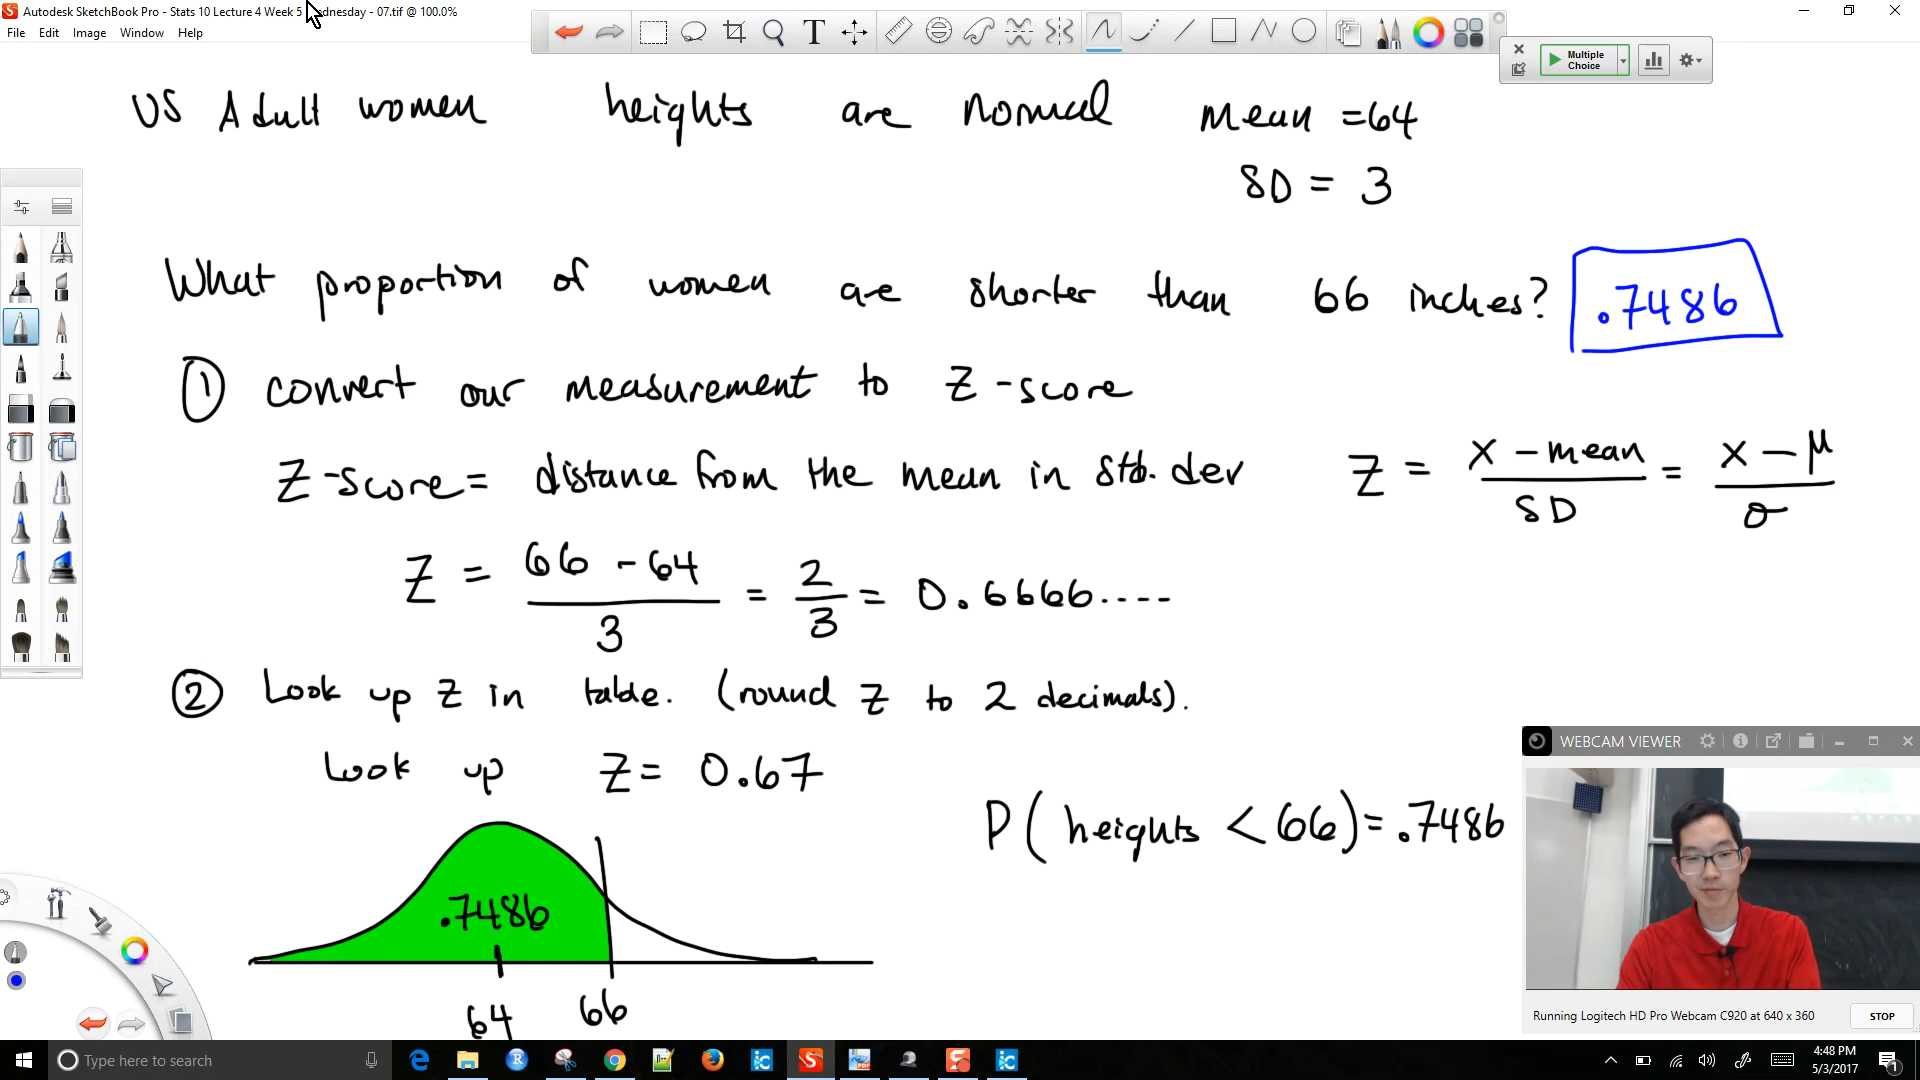 Autodesk SketchBook Pro - Stats 10 Lecture 4 Week 5 Wednesday - 07.tif @ 100.0%
File Edit Image Window Help
Multiple Choice
US Adult women heights are normal mean = 64
SD = 3
What proportion of women are shorter than 66 inches? .7486
① convert our measurement to Z-score
Z-score = distance from the mean in std. dev
Z = x - mean / SD = x - μ / σ
Z = 66 - 64 / 3 = 2 / 3 = 0.6666....
② Look up Z in table. (round Z to 2 decimals).
Look up Z = 0.67
P( heights < 66) = .7486
.7486
64 66
WEBCAM VIEWER
Running Logitech HD Pro Webcam C920 at 640 x 360
STOP
Type here to search
4:48 PM
5/3/2017